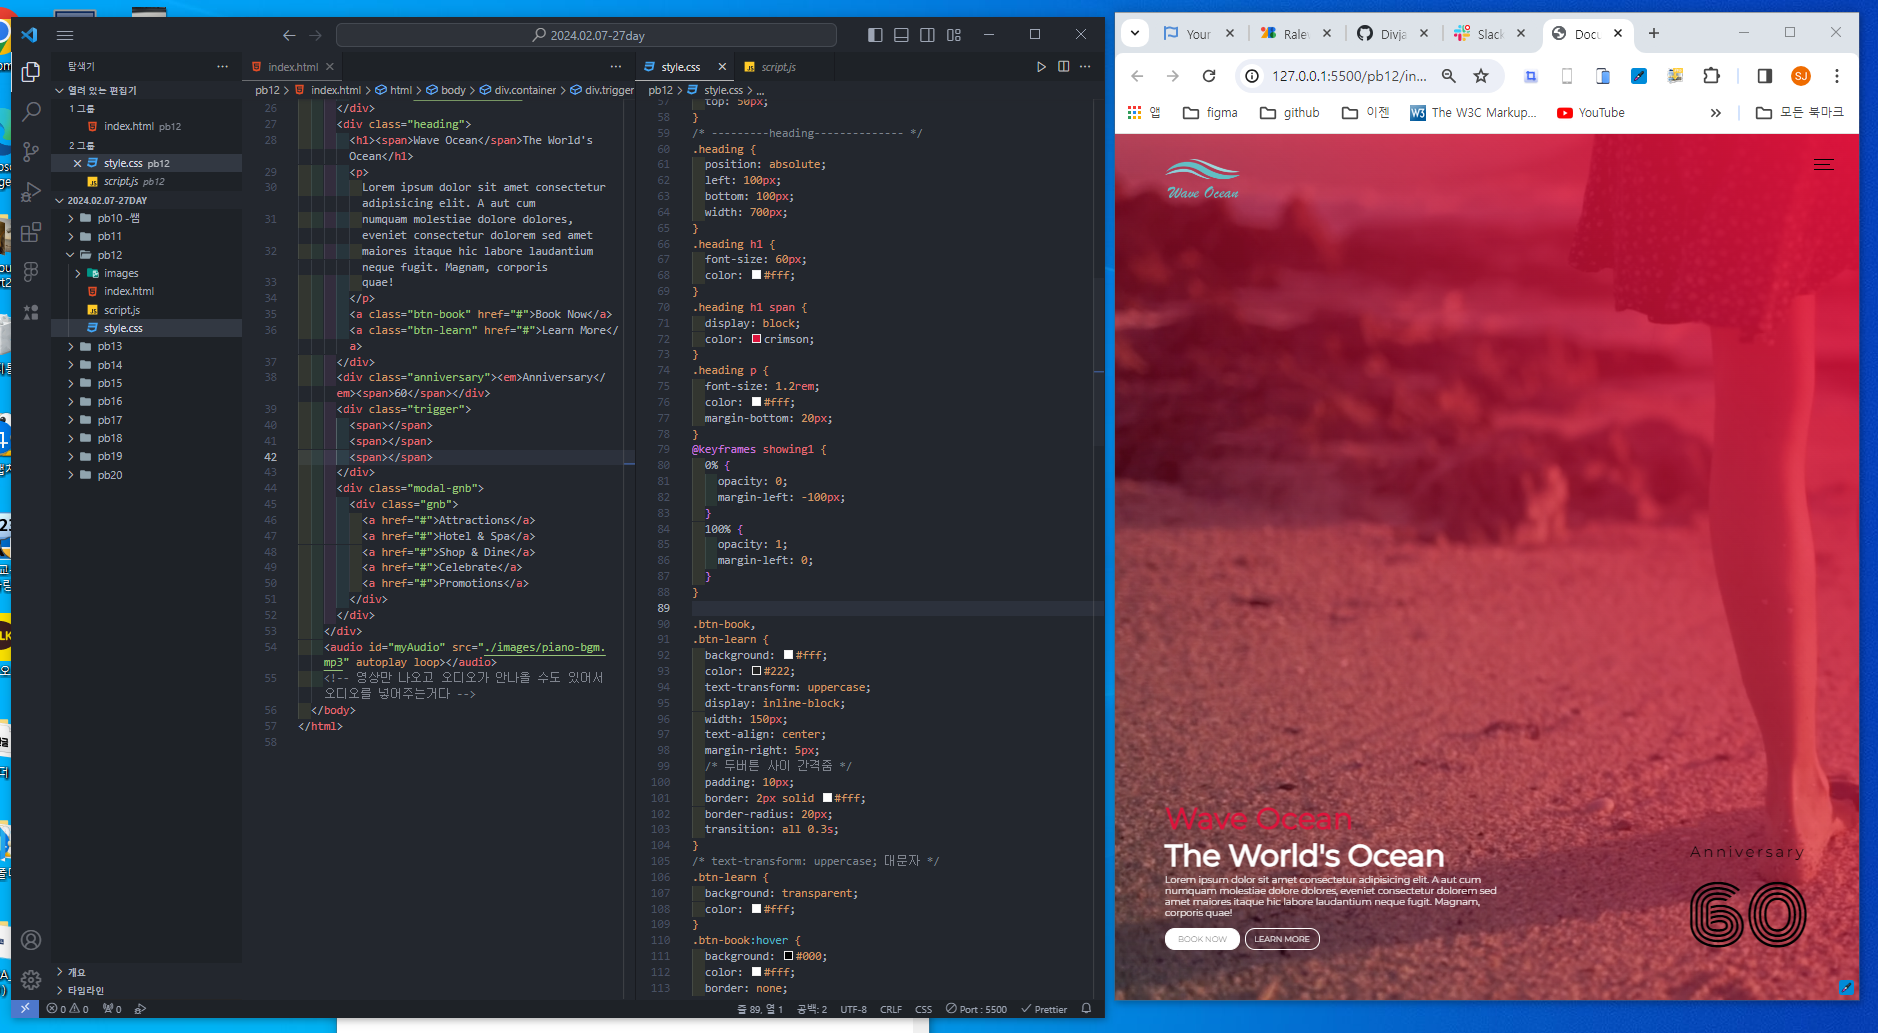 2024.02.07-27day
탐색기
열려 있는 편집기
1 그룹
index.html pb12
2 그룹
style.css pb12
script.js pb12
2024.02.07-27DAY
pb10 -쌤
pb11
pb12
images
index.html
script.js
style.css
pb13
pb14
pb15
pb16
pb17
pb18
pb19
pb20
개요
타임라인
index.html
pb12 > index.html > html > body > div.container > div.trigger
26 </div>
27 <div class="heading">
28 <h1><span>Wave Ocean</span>The World's
Ocean</h1>
29 <p>
30 Lorem ipsum dolor sit amet consectetur
adipisicing elit. A aut cum
31 numquam molestiae dolore dolores,
eveniet consectetur dolorem sed amet
32 maiores itaque hic labore laudantium
neque fugit. Magnam, corporis
33 quae!
34 </p>
35 <a class="btn-book" href="#">Book Now</a>
36 <a class="btn-learn" href="#">Learn More</
a>
37 </div>
38 <div class="anniversary"><em>Anniversary</
em><span>60</span></div>
39 <div class="trigger">
40 <span></span>
41 <span></span>
42 <span></span>
43 </div>
44 <div class="modal-gnb">
45 <div class="gnb">
46 <a href="#">Attractions</a>
47 <a href="#">Hotel & Spa</a>
48 <a href="#">Shop & Dine</a>
49 <a href="#">Celebrate</a>
50 <a href="#">Promotions</a>
51 </div>
52 </div>
53 </div>
54 <audio id="myAudio" src="./images/piano-bgm.
mp3" autoplay loop></audio>
55 <!-- 영상만 나오고 오디오가 안나올 수도 있어서
오디오를 넣어주는거다 -->
56 </body>
57 </html>
58
style.css
script.js
pb12 > style.css > ...
57 top: 50px;
58 }
59 /* ---------heading-------------- */
60 .heading {
61 position: absolute;
62 left: 100px;
63 bottom: 100px;
64 width: 700px;
65 }
66 .heading h1 {
67 font-size: 60px;
68 color: #fff;
69 }
70 .heading h1 span {
71 display: block;
72 color: crimson;
73 }
74 .heading p {
75 font-size: 1.2rem;
76 color: #fff;
77 margin-bottom: 20px;
78 }
79 @keyframes showing1 {
80 0% {
81 opacity: 0;
82 margin-left: -100px;
83 }
84 100% {
85 opacity: 1;
86 margin-left: 0;
87 }
88 }
89
90 .btn-book,
91 .btn-learn {
92 background: #fff;
93 color: #222;
94 text-transform: uppercase;
95 display: inline-block;
96 width: 150px;
97 text-align: center;
98 margin-right: 5px;
99 /* 두버튼 사이 간격줌 */
100 padding: 10px;
101 border: 2px solid #fff;
102 border-radius: 20px;
103 transition: all 0.3s;
104 }
105 /* text-transform: uppercase; 대문자 */
106 .btn-learn {
107 background: transparent;
108 color: #fff;
109 }
110 .btn-book:hover {
111 background: #000;
112 color: #fff;
113 border: none;
0 0 0
줄 89, 열 1 공백: 2 UTF-8 CRLF CSS Port : 5500 Prettier
Your
Ralev
Divja
Slack
Docu
127.0.0.1:5500/pb12/in...
SJ
앱 figma github 이젠 W3 The W3C Markup... YouTube » 모든 북마크
Wave Ocean
Wave Ocean
The World's Ocean
Lorem ipsum dolor sit amet consectetur adipisicing elit. A aut cum
numquam molestiae dolore dolores, eveniet consectetur dolorem sed
amet maiores itaque hic labore laudantium neque fugit. Magnam,
corporis quae!
BOOK NOW LEARN MORE
Anniversary
60